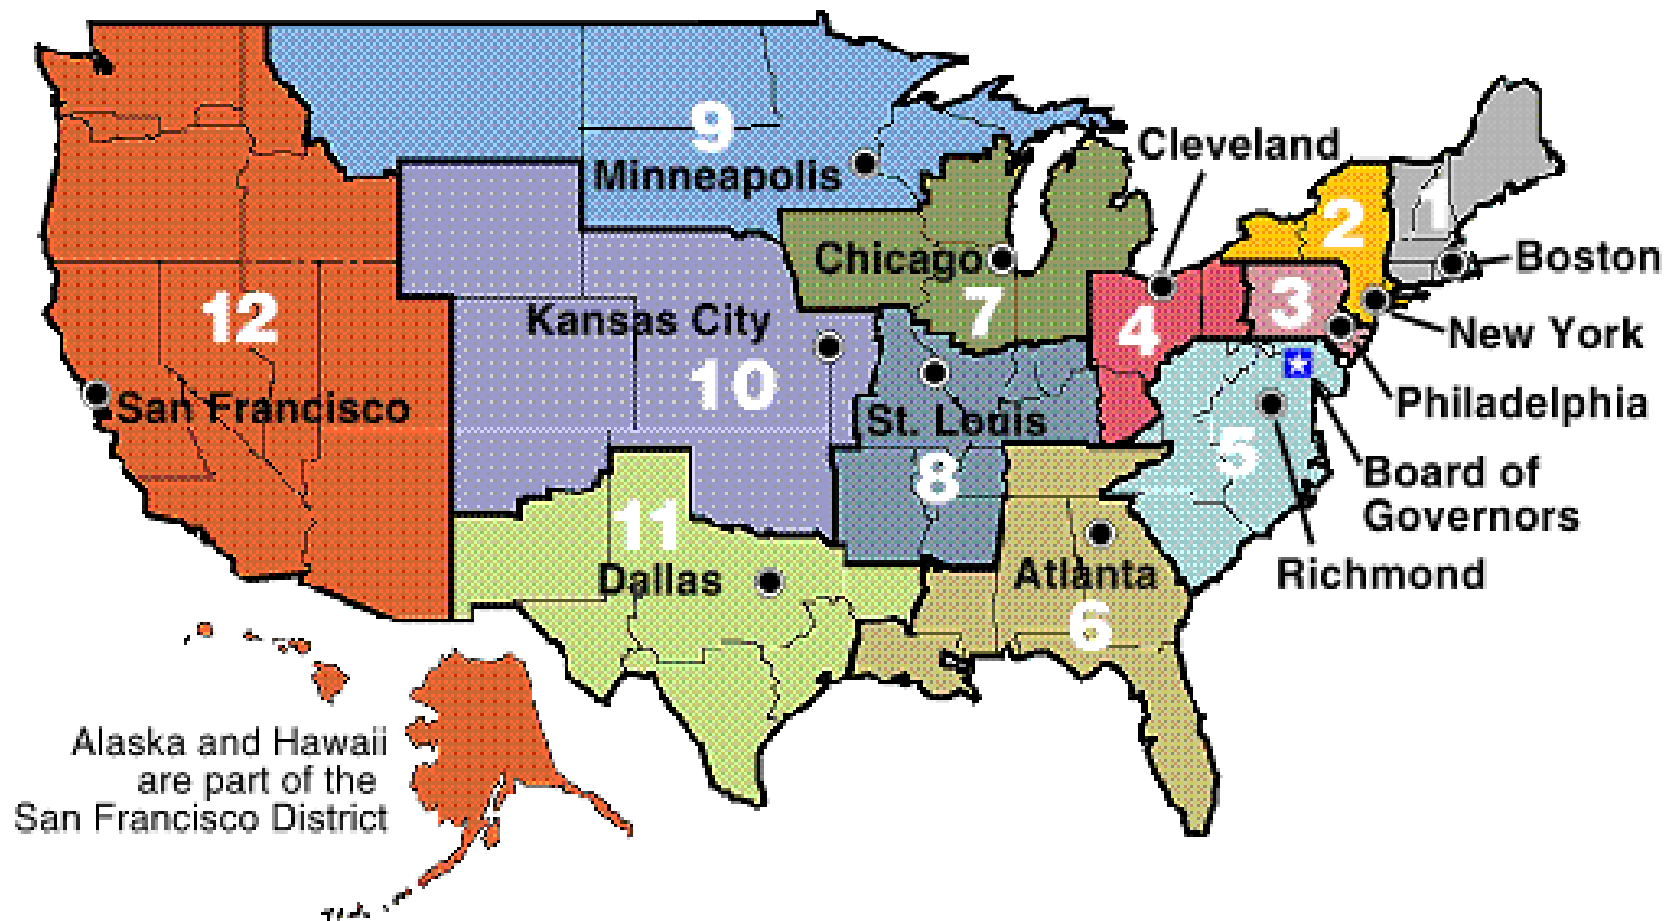 9
Minneapolis
Cleveland
2
1
Chicago
Boston
12
Kansas City
7
4
3
New York
10
San Francisco
St. Louis
Philadelphia
8
5
Board of
Governors
11
Dallas
Atlanta
Richmond
6
Alaska and Hawaii
are part of the
San Francisco District